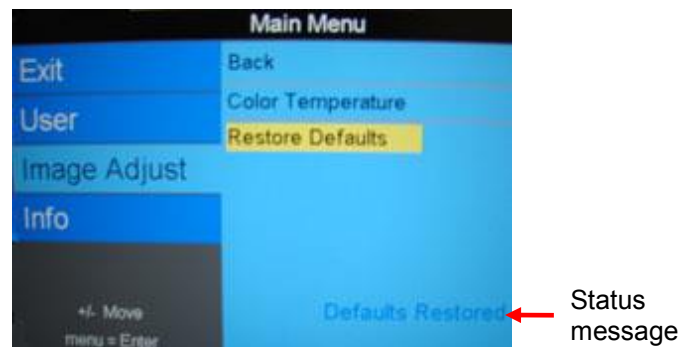 Main Menu
Exit
User
Image Adjust
Info
+/- Move
menu = Enter
Back
Color Temperature
Restore Defaults
Defaults Restored
Status
message